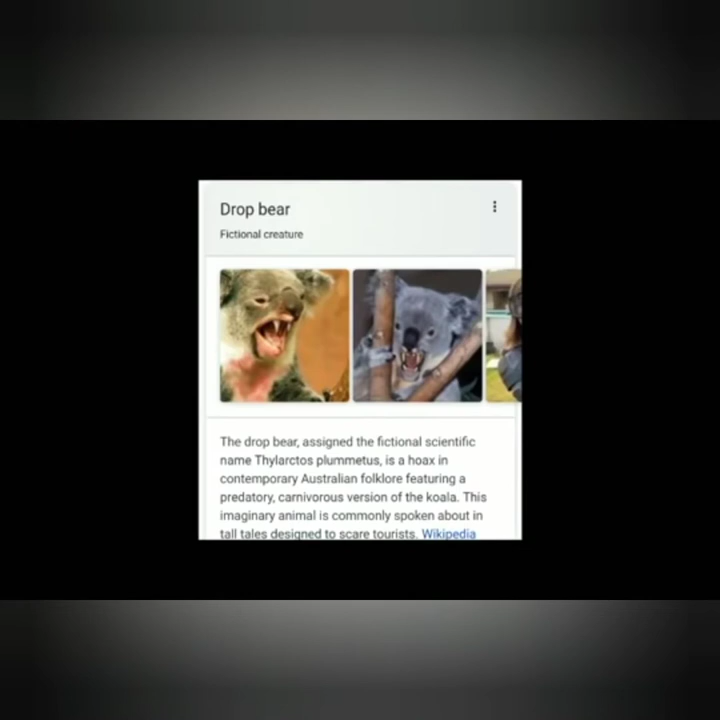 Drop bear
Fictional creature
The drop bear, assigned the fictional scientific
name Thylarctos plummetus, is a hoax in
contemporary Australian folklore featuring a
predatory, carnivorous version of the koala. This
imaginary animal is commonly spoken about in
tall tales designed to scare tourists. Wikipedia